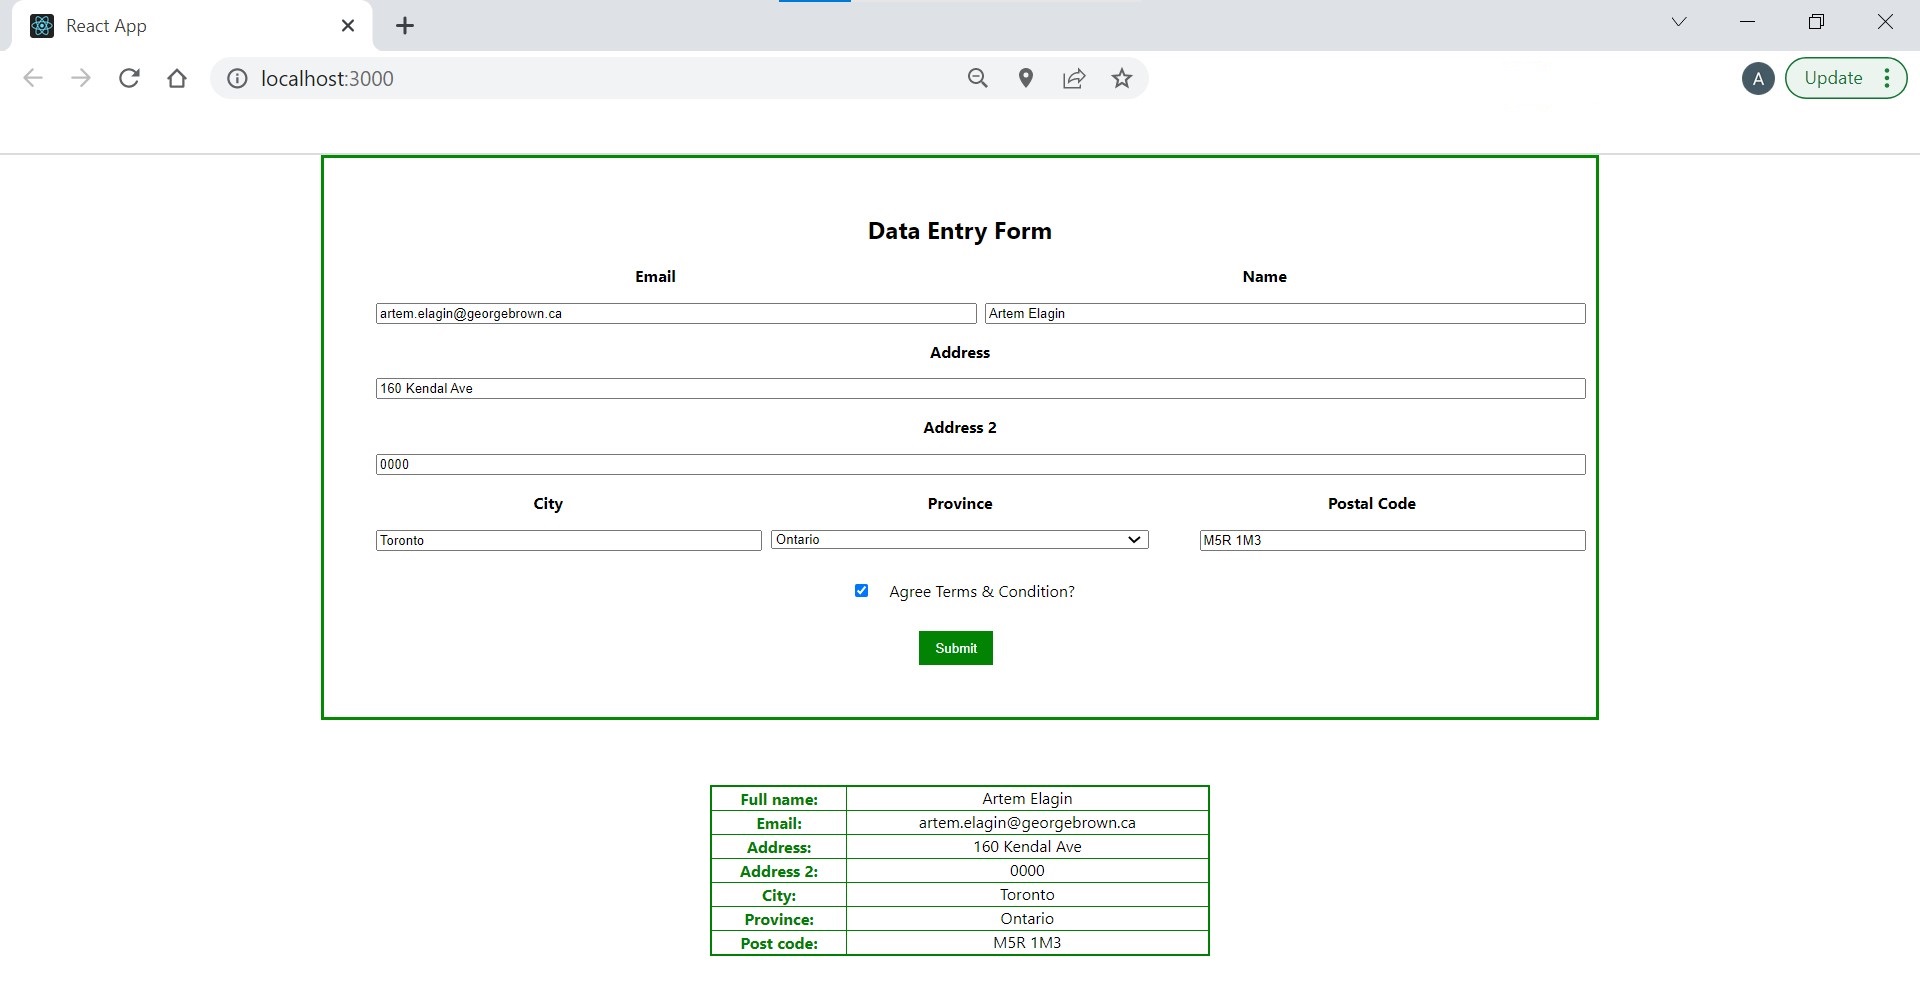 React App
localhost:3000
A
Update
Data Entry Form
Email Name
artem.elagin@georgebrown.ca Artem Elagin
Address
160 Kendal Ave
Address 2
0000
City Province Postal Code
Toronto Ontario M5R 1M3
Agree Terms & Condition?
Submit
Full name: Artem Elagin
Email: artem.elagin@georgebrown.ca
Address: 160 Kendal Ave
Address 2: 0000
City: Toronto
Province: Ontario
Post code: M5R 1M3